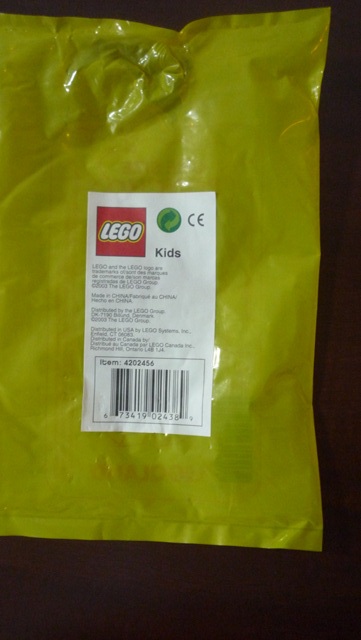 LEGO
CE
Kids
LEGO and the LEGO logo are
trademarks of/sont des marques
de commerce de/son marcas
registradas de LEGO Group.
©2003 The LEGO Group.
Made in CHINA/Fabriqué au CHINA/
Hecho en CHINA
Distributed by the LEGO Group,
DK-7190 Billund, Denmark
©2003 The LEGO Group.
Distributed in USA by LEGO Systems, Inc.,
Enfield, CT 06083
Distributed in Canada by/
Distribué au Canada par LEGO Canada Inc.,
Richmond Hill, Ontario L4B 1J4
Item: 4202456
6 73419 02438 9